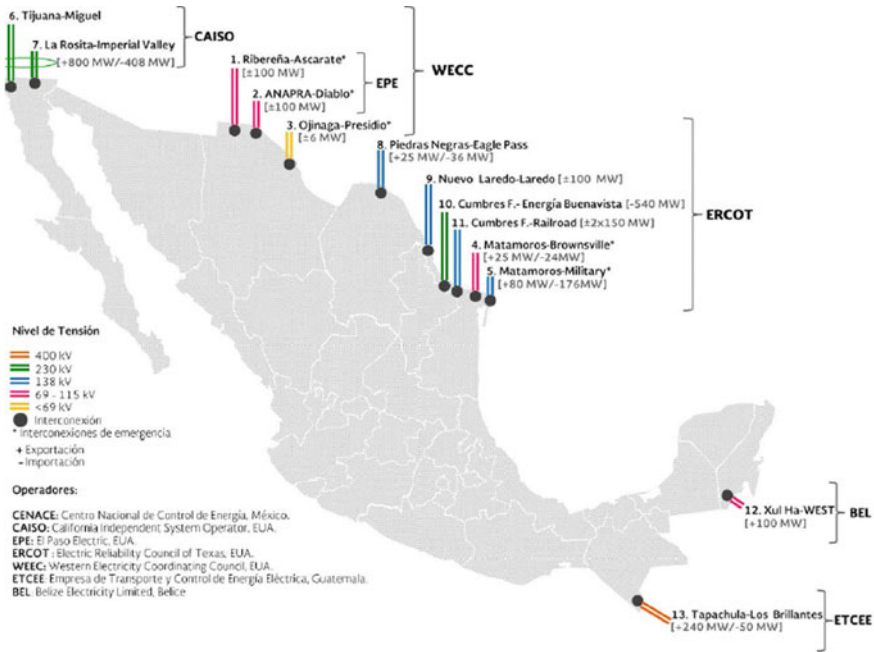 6. Tijuana-Miguel
7. La Rosita-Imperial Valley
[+800 MW/-408 MW]
CAISO
1. Ribereña-Ascarate*
[±100 MW]
2. ANAPRA-Diablo*
[±100 MW]
EPE
WECC
3. Ojinaga-Presidio*
[±6 MW]
8. Piedras Negras-Eagle Pass
[+25 MW/-36 MW]
9. Nuevo Laredo-Laredo [±100 MW]
10. Cumbres F.- Energía Buenavista [-540 MW]
11. Cumbres F.-Railroad [±2x150 MW]
4. Matamoros-Brownsville*
[+25 MW/-24MW]
5. Matamoros-Military*
[+80 MW/-176MW]
ERCOT
Nivel de Tensión
400 kV
230 kV
138 kV
69 - 115 kV
<69 kV
Interconexión
* Interconexiones de emergencia
+ Exportación
- Importación
Operadores:
CENACE: Centro Nacional de Control de Energía, México.
CAISO: California Independent System Operator, EUA.
EPE: El Paso Electric, EUA.
ERCOT : Electric Reliability Council of Texas, EUA.
WEEC: Western Electricity Coordinating Council, EUA.
ETCEE: Empresa de Transporte y Control de Energía Eléctrica, Guatemala.
BEL: Belize Electricity Limited, Belice
12. Xul Ha-WEST
[+100 MW]
BEL
13. Tapachula-Los Brillantes
[+240 MW/-50 MW]
ETCEE